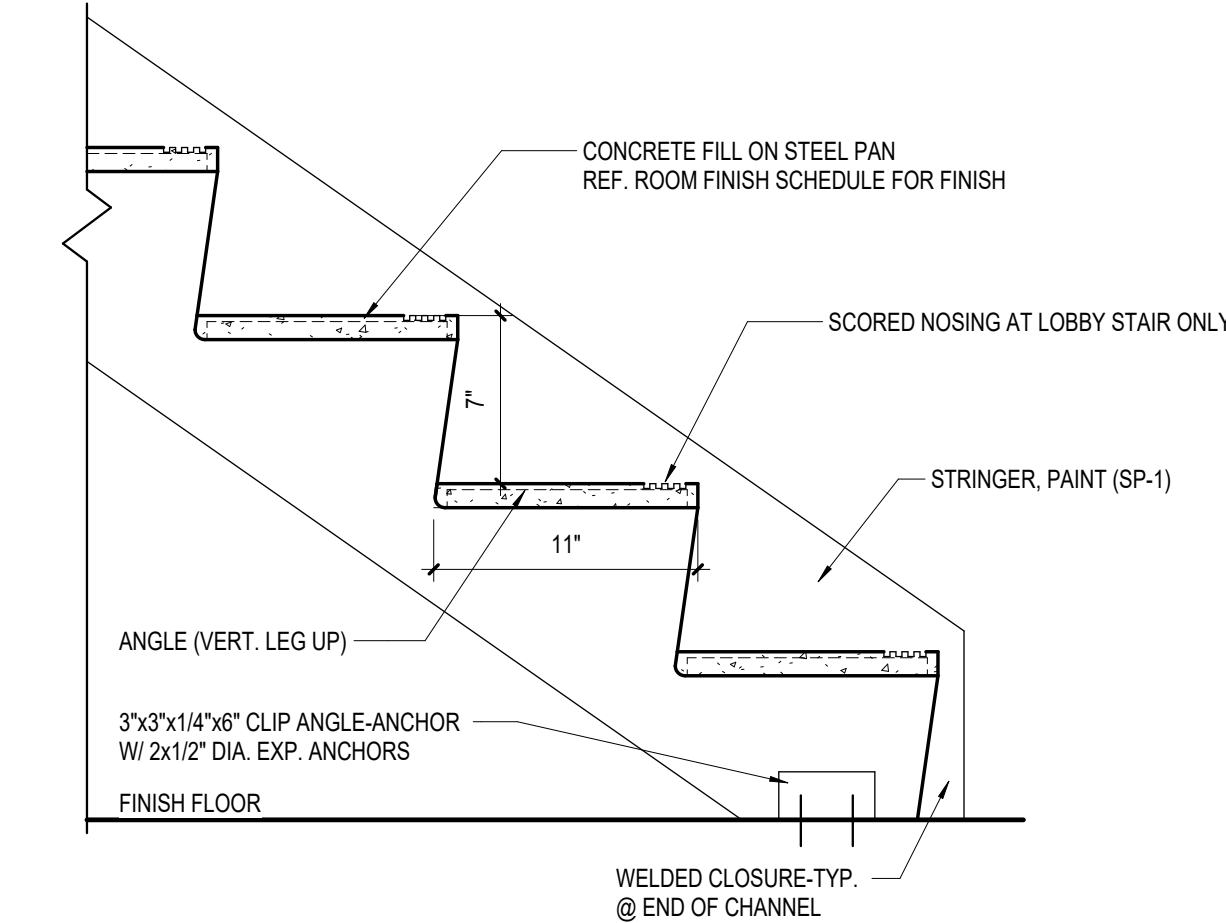 CONCRETE FILL ON STEEL PAN
REF. ROOM FINISH SCHEDULE FOR FINISH
SCORED NOSING AT LOBBY STAIR ONLY
7"
STRINGER, PAINT (SP-1)
11"
ANGLE (VERT. LEG UP)
3"x3"x1/4"x6" CLIP ANGLE-ANCHOR
W/ 2x1/2" DIA. EXP. ANCHORS
FINISH FLOOR
WELDED CLOSURE-TYP.
@ END OF CHANNEL